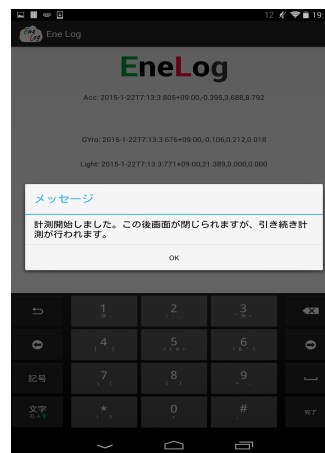 12 19:
Ene Log
EneLog
Acc: 2015-1-22T7:13:3:805+09:00,-0.395,3.688,8.792
GYro: 2015-1-22T7:13:3:676+09:00,-0.106,0.212,0.018
Light: 2015-1-22T7:13:3:771+09:00,21.389,0.000,0.000
メッセージ
計測開始しました。この後画面が閉じられますが、引き続き計
測が行われます。
OK
1 2 3
4 5 6
記号 7 8 9
文字 * 0 # 完了